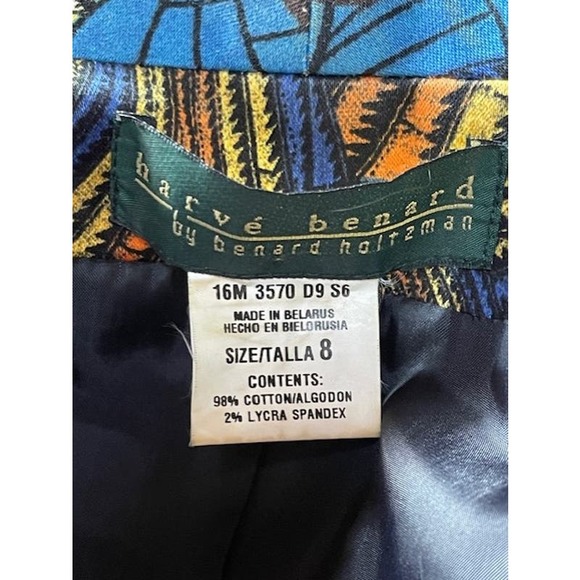 harvé benard
by benard holtzman
16M 3570 D9 S6
MADE IN BELARUS
HECHO EN BIELORUSIA
SIZE/TALLA 8
CONTENTS:
98% COTTON/ALGODON
2% LYCRA SPANDEX